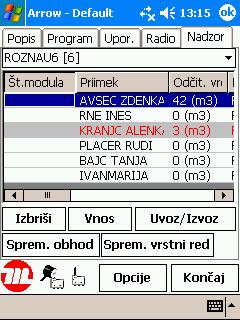 Arrow - Default 13:15 ok
Popis Program Upor. Radio Nadzor
ROZNAU6 [6]
Št.modula Priimek Odčit. vr
AVSEC ZDENKA 42 (m3)
RNE INES 0 (m3)
KRANJC ALENKA 3 (m3)
PLACER RUDI 0 (m3)
BAJC TANJA 0 (m3)
IVANMARIJA 0 (m3)
Izbriši Vnos Uvoz/Izvoz
Sprem. obhod Sprem. vrstni red
Opcije Končaj